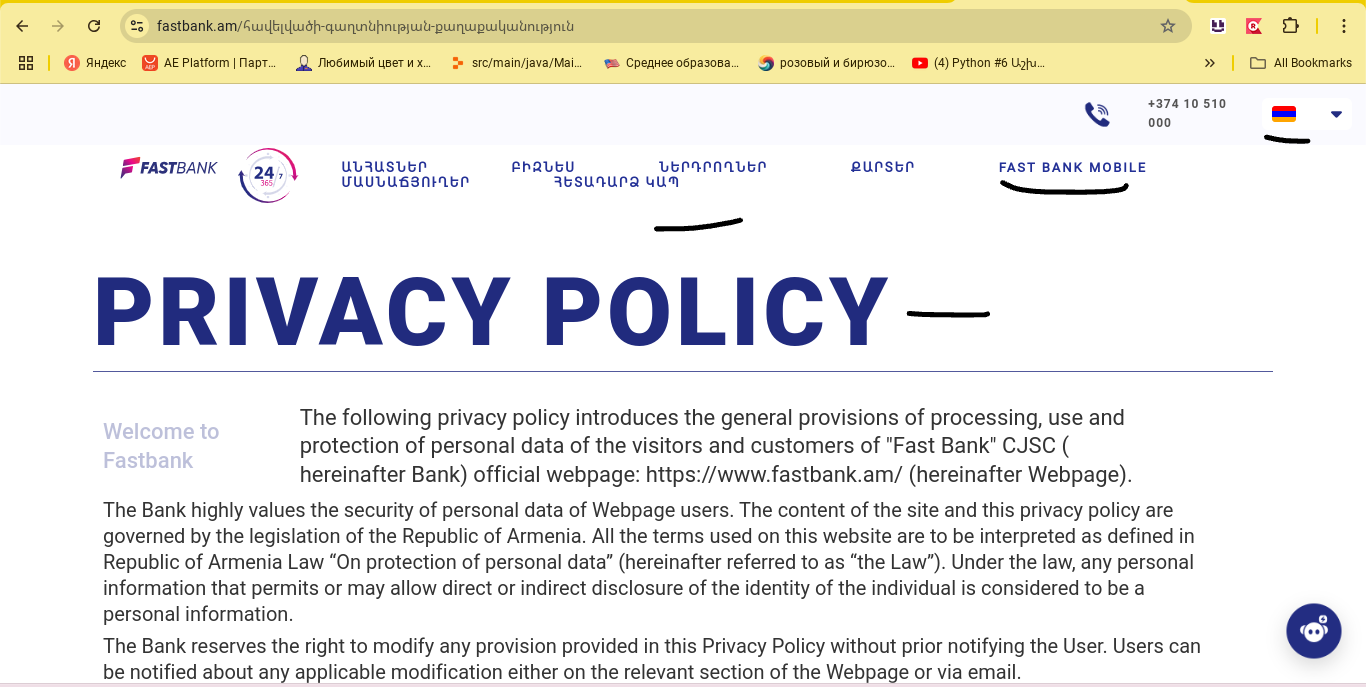 fastbank.am/հավելվածի-գաղտնիության-քաղաքականություն
Яндекс
AE Platform | Парт...
Любимый цвет и х...
src/main/java/Mai...
Среднее образова...
розовый и бирюзо...
(4) Python #6 Աշխ...
All Bookmarks
+374 10 510
000
FASTBANK
24/7
365/
ԱՆՀԱՏՆԵՐ ԲԻԶՆԵՍ ՆԵՐԴՐՈՂՆԵՐ ՔԱՐՏԵՐ FAST BANK MOBILE
ՄԱՍՆԱՃՅՈՒՂԵՐ ՀԵՏԱԴԱՐՁ ԿԱՊ
PRIVACY POLICY
Welcome to
Fastbank
The following privacy policy introduces the general provisions of processing, use and
protection of personal data of the visitors and customers of "Fast Bank" CJSC (
hereinafter Bank) official webpage: https://www.fastbank.am/ (hereinafter Webpage).
The Bank highly values the security of personal data of Webpage users. The content of the site and this privacy policy are
governed by the legislation of the Republic of Armenia. All the terms used on this website are to be interpreted as defined in
Republic of Armenia Law “On protection of personal data” (hereinafter referred to as “the Law”). Under the law, any personal
information that permits or may allow direct or indirect disclosure of the identity of the individual is considered to be a
personal information.
The Bank reserves the right to modify any provision provided in this Privacy Policy without prior notifying the User. Users can
be notified about any applicable modification either on the relevant section of the Webpage or via email.